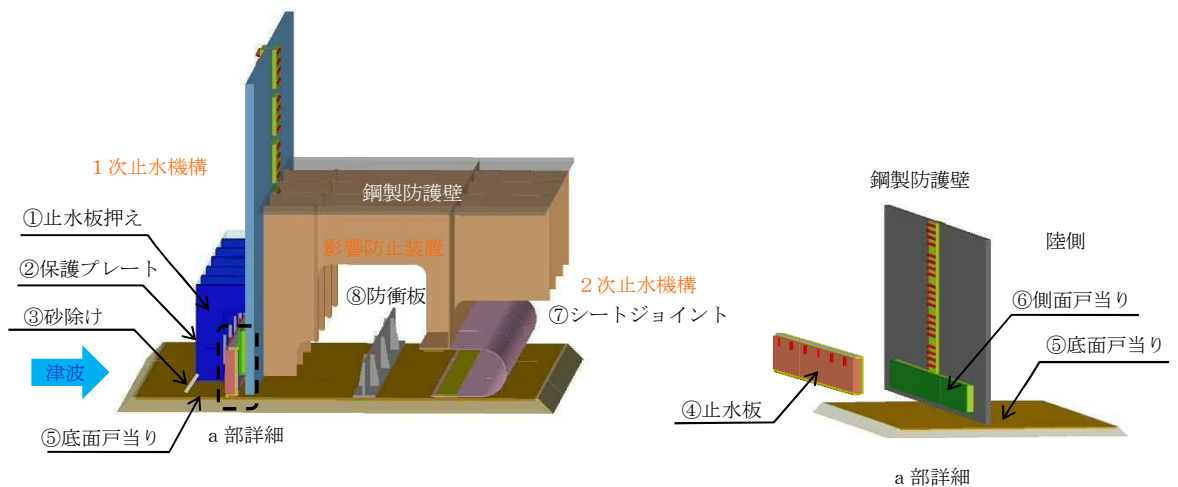 1次止水機構
①止水板押え
②保護プレート
③砂除け
津波
⑤底面戸当り
a 部詳細
鋼製防護壁
影響防止装置
⑧防衝板
2次止水機構
⑦シートジョイント
鋼製防護壁
陸側
⑥側面戸当り
⑤底面戸当り
④止水板
a 部詳細